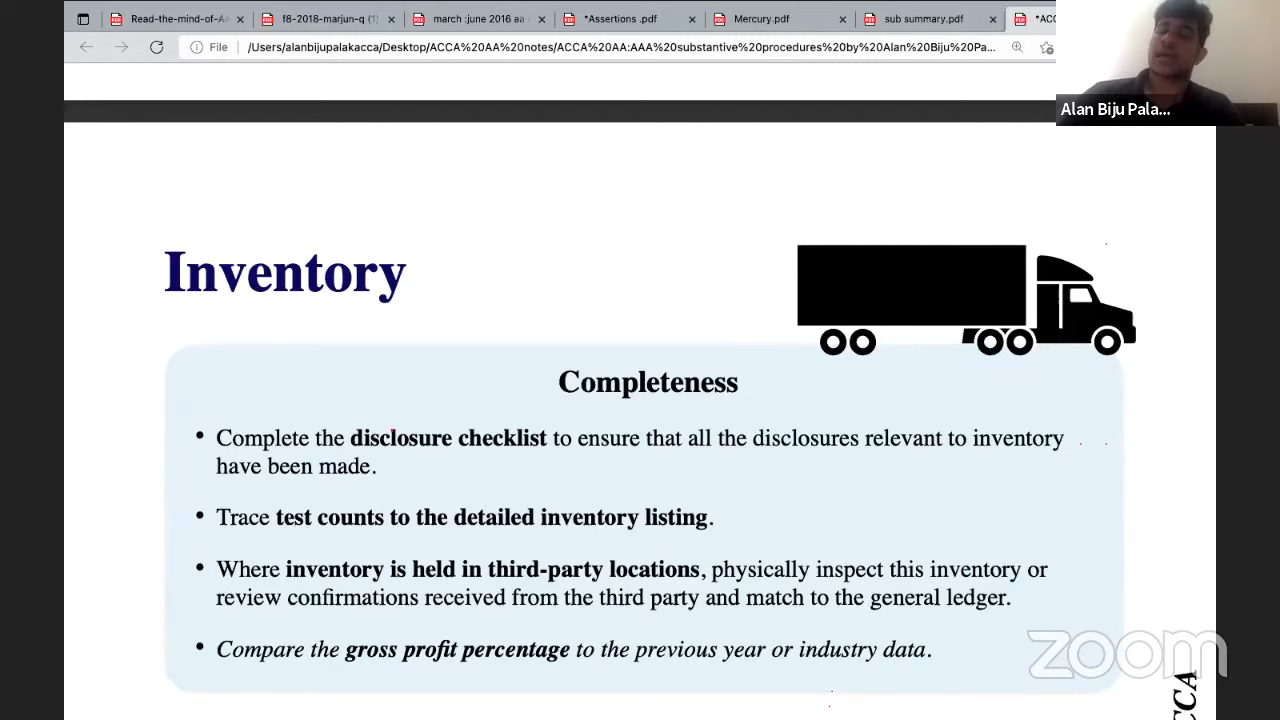 Read-the-mind-of-A
f8-2018-marjun-q (1)
march :june 2016 aa
*Assertions .pdf
Mercury.pdf
sub summary.pdf
*ACC
File
/Users/alanbijupalakacca/Desktop/ACCA%20AA%20notes/ACCA%20AA:AAA%20substantive%20procedures%20by%20Alan%20Biju%20Pa...
Alan Biju Pala...
Inventory
Completeness
• Complete the disclosure checklist to ensure that all the disclosures relevant to inventory
have been made.
• Trace test counts to the detailed inventory listing.
• Where inventory is held in third-party locations, physically inspect this inventory or
review confirmations received from the third party and match to the general ledger.
• Compare the gross profit percentage to the previous year or industry data.
zoom
CCA